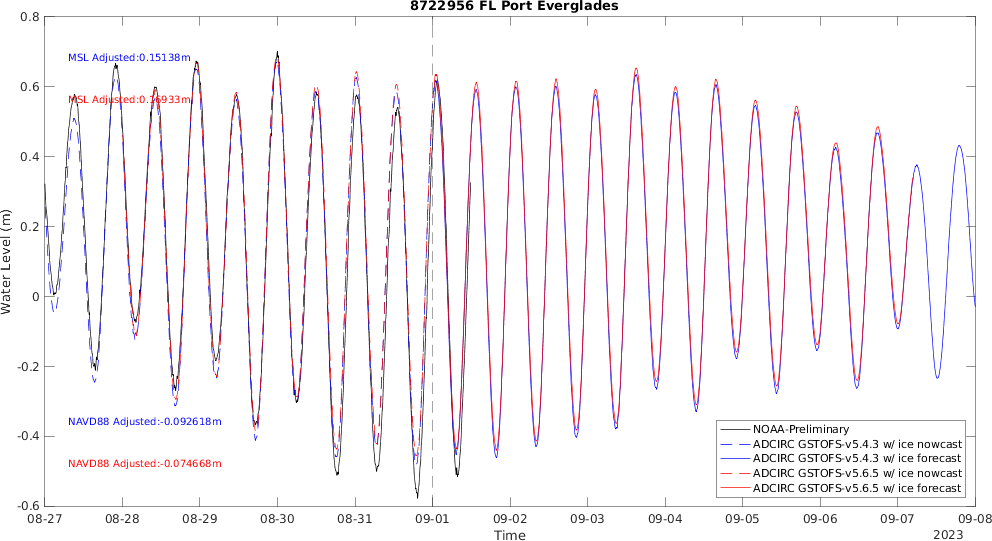 8722956 FL Port Everglades
0.8
0.6
0.4
0.2
0
-0.2
-0.4
-0.6
Water Level (m)
MSL Adjusted:0.15138m
MSL Adjusted:0.16933m
NAVD88 Adjusted:-0.092618m
NAVD88 Adjusted:-0.074668m
NOAA-Preliminary
ADCIRC GSTOFS-v5.4.3 w/ ice nowcast
ADCIRC GSTOFS-v5.4.3 w/ ice forecast
ADCIRC GSTOFS-v5.6.5 w/ ice nowcast
ADCIRC GSTOFS-v5.6.5 w/ ice forecast
08-27 08-28 08-29 08-30 08-31 09-01 09-02 09-03 09-04 09-05 09-06 09-07 09-08
Time
2023